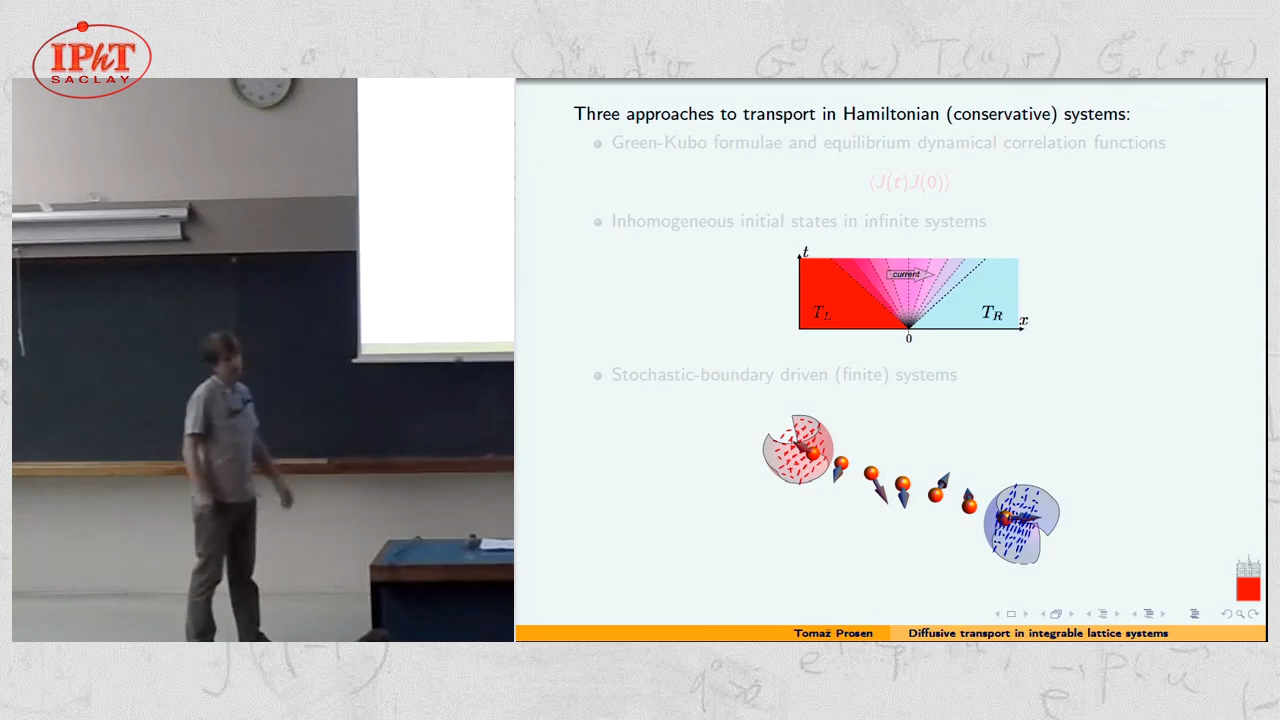 IPhT
SACLAY
Three approaches to transport in Hamiltonian (conservative) systems:
Green-Kubo formulae and equilibrium dynamical correlation functions
⟨J(t)J(0)⟩
Inhomogeneous initial states in infinite systems
t
current
T_L
T_R
x
0
Stochastic-boundary driven (finite) systems
Tomaž Prosen
Diffusive transport in integrable lattice systems